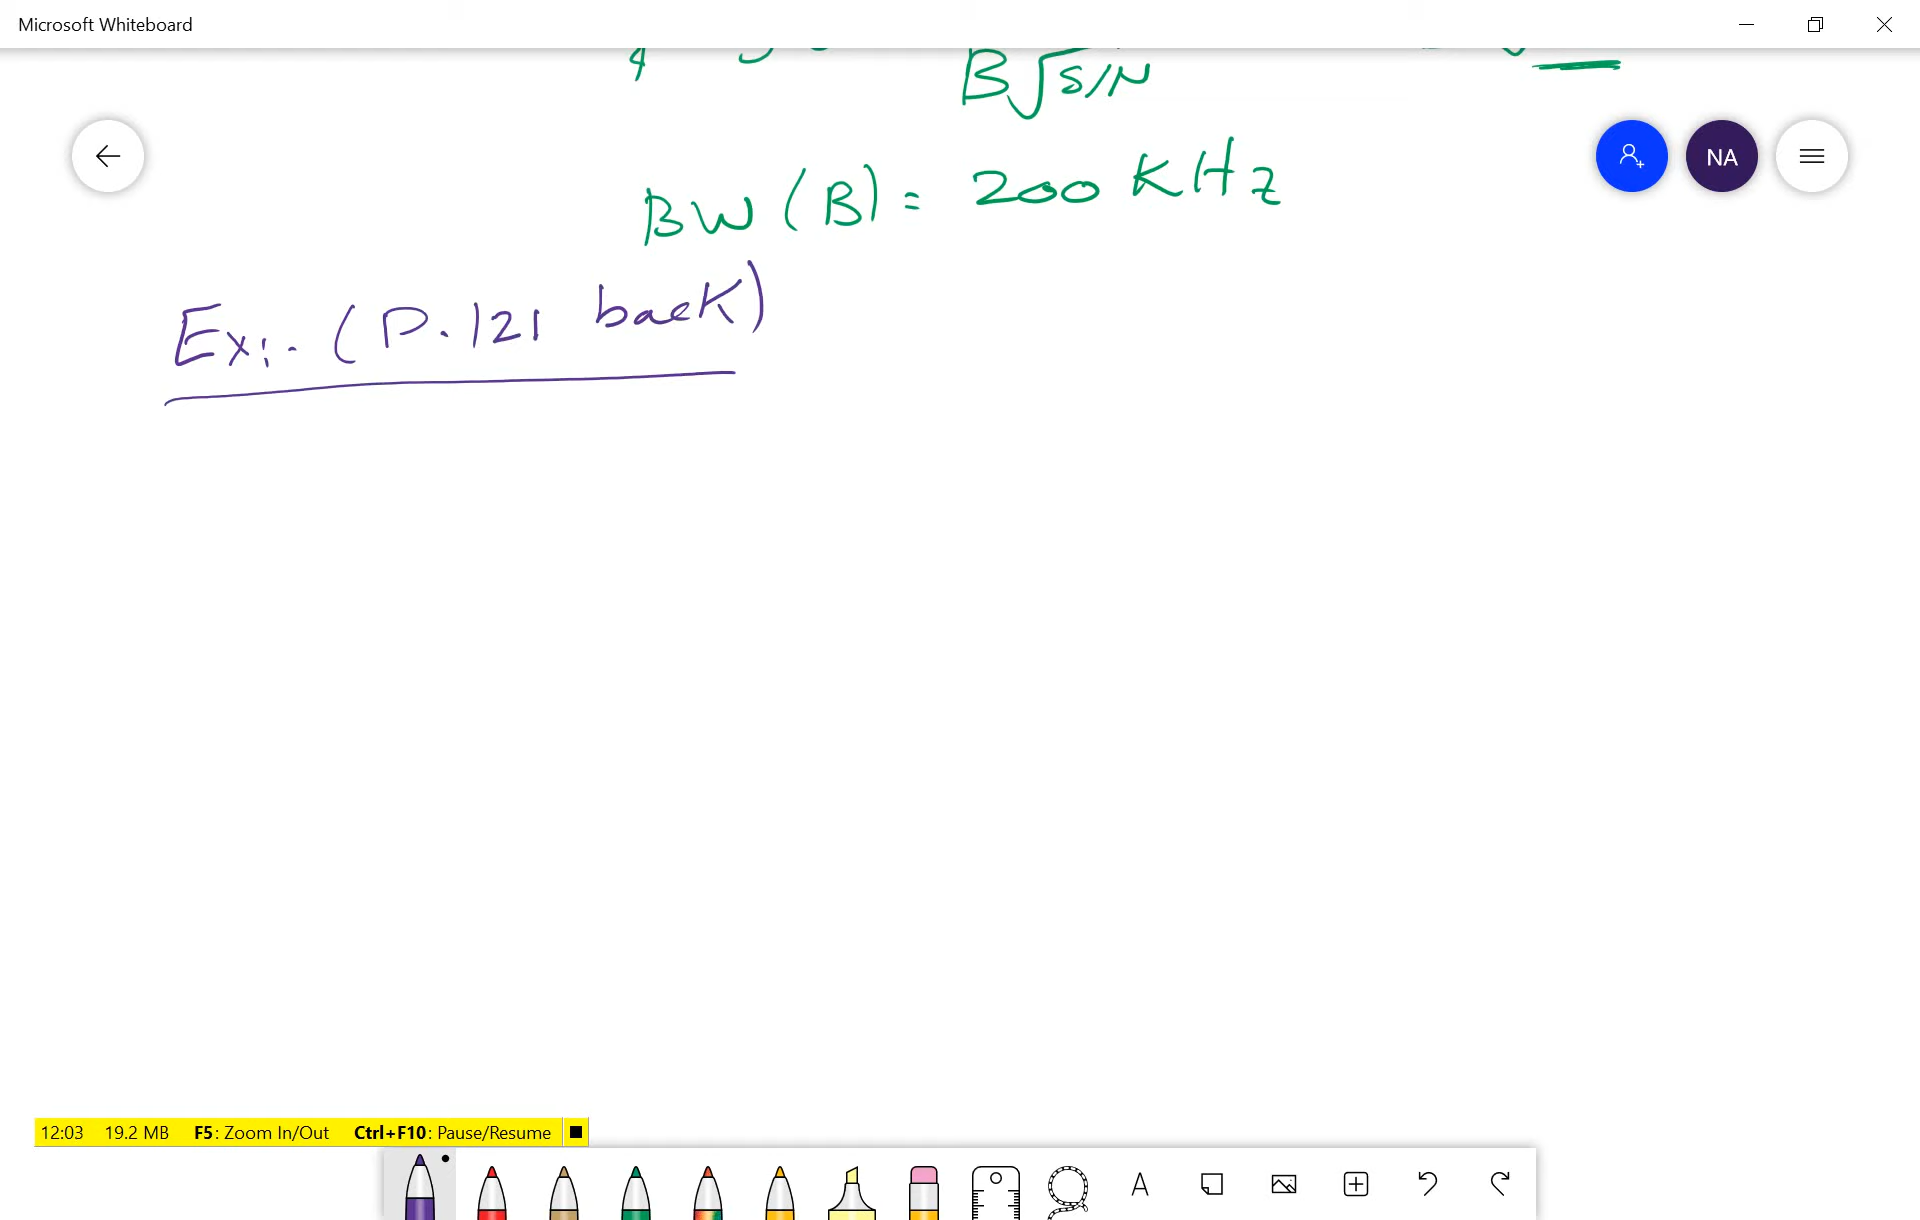 Microsoft Whiteboard
B√S/N
NA
BW (B) = 200 KHz
Ex:- (P.121 back)
12:03 19.2 MB F5: Zoom In/Out Ctrl+F10: Pause/Resume
A